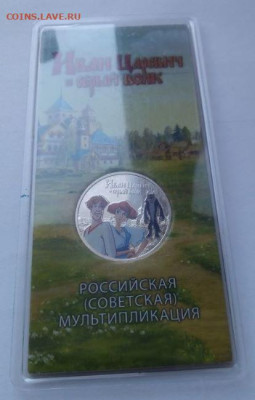 COINS.LAVE.RU
Иван Царевич
и серый волк
РОССИЙСКАЯ
(СОВЕТСКАЯ)
МУЛЬТИПЛИКАЦИЯ